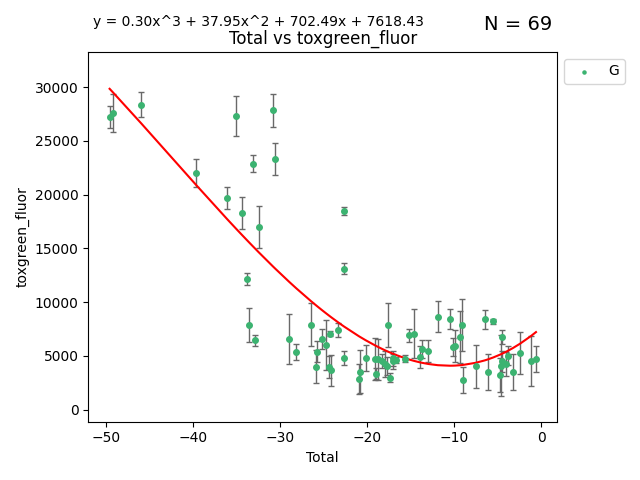 y = 0.30x^3 + 37.95x^2 + 702.49x + 7618.43
N = 69
Total vs toxgreen_fluor
G
30000
25000
20000
15000
10000
5000
0
toxgreen_fluor
−50 −40 −30 −20 −10 0
Total